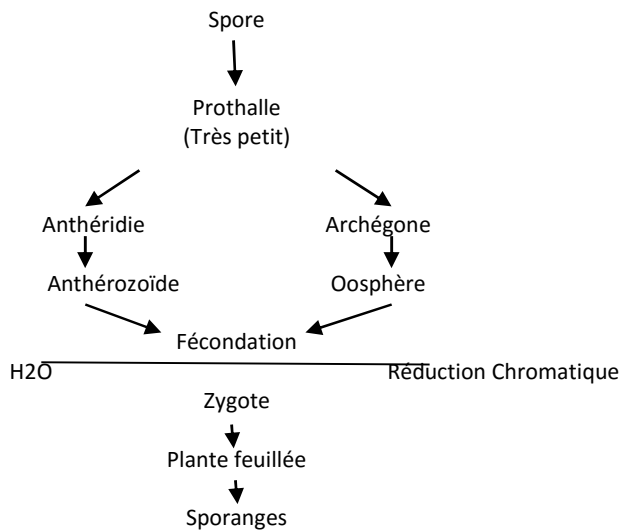 Spore
Prothalle
(Très petit)
Anthéridie Archégone
Anthérozoïde Oosphère
Fécondation
H2O Réduction Chromatique
Zygote
Plante feuillée
Sporanges